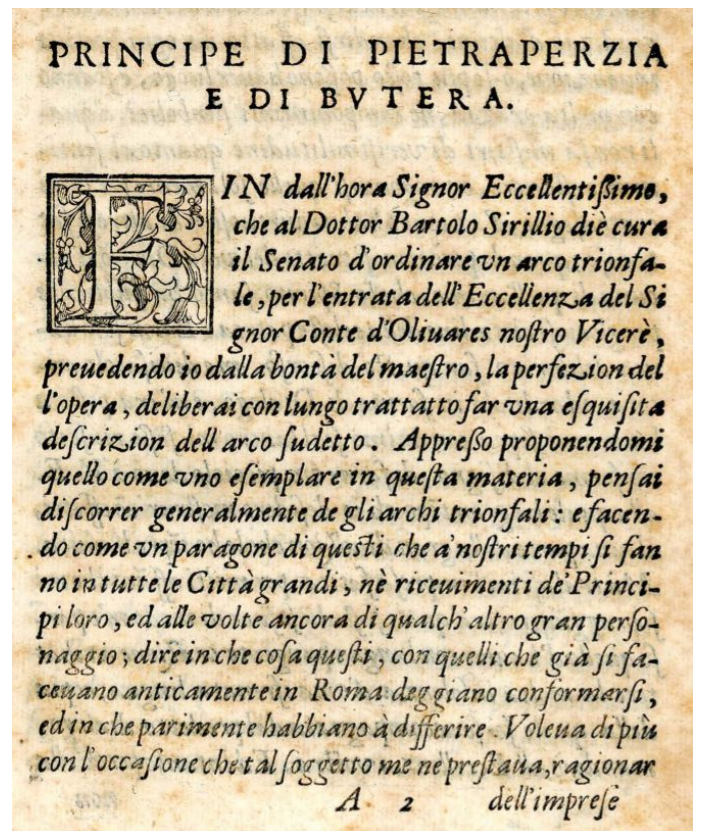 PRINCIPE DI PIETRAPERZIA
E DI BVTERA.
FIN dall'hora Signor Eccellentißimo,
che al Dottor Bartolo Sirillio diè cura
il Senato d'ordinare vn arco trionfa-
le, per l'entrata dell'Eccellenza del Si
gnor Conte d'Oliuares noſtro Vicerè,
preuedendo io dalla bontà del maeſtro, la perfezion del
l'opera, deliberai con lungo trattatto far vna eſquiſita
deſcrizion dell arco ſudetto. Appreßo proponendomi
quello come vno eſemplare in queſta materia, penſai
diſcorrer generalmente de gli archi trionfali: e facen-
do come vn paragone di queſti che a' noſtri tempi ſi fan
no in tutte le Città grandi, nè riceuimenti de' Princi-
pi loro, ed alle volte ancora di qualch'altro gran perſo-
naggio; dire in che coſa queſti, con quelli che già ſi fa-
ceuano anticamente in Roma deggiano conformarſi,
ed in che parimente habbiano à differire. Voleua di più
con l'occaſione che tal ſoggetto me ne preſtaua, ragionar
A 2 dell'impreſe